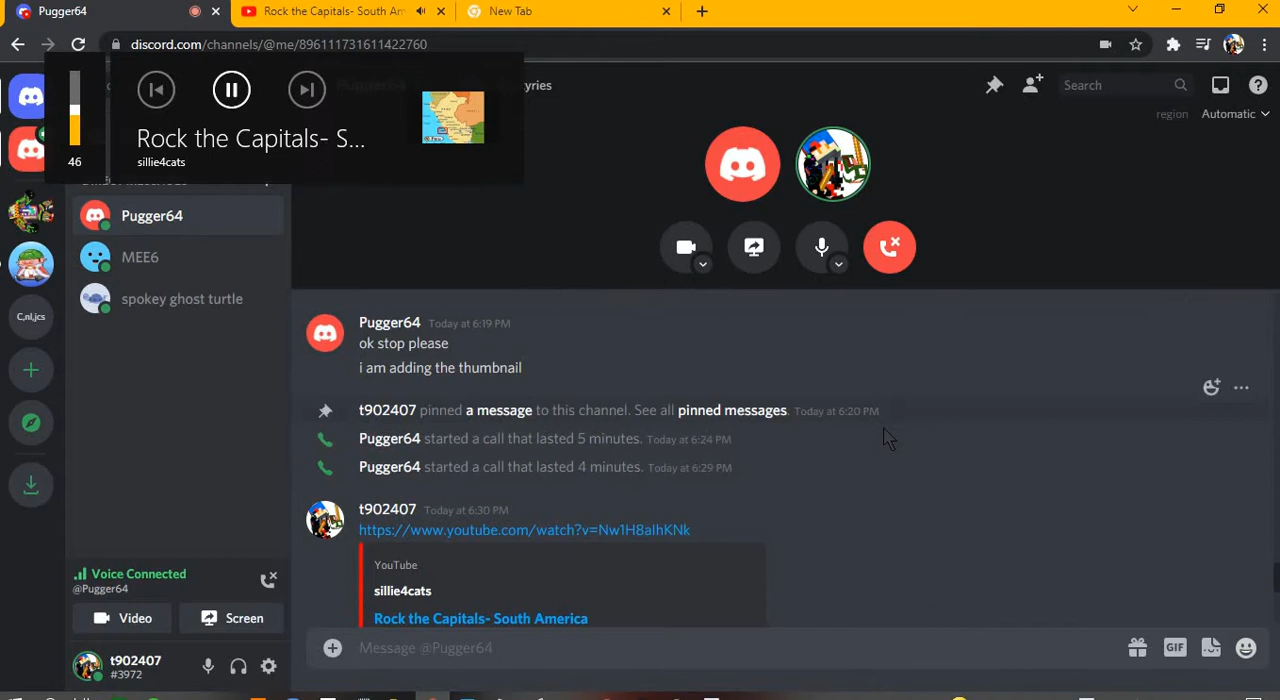 Pugger64
Rock the Capitals- South Am
New Tab
discord.com/channels/@me/896111731611422760
Rock the Capitals- S...
sillie4cats
46
yries
Search
region
Automatic
Pugger64
MEE6
spokey ghost turtle
C,nl,jcs
Pugger64 Today at 6:19 PM
ok stop please
i am adding the thumbnail
t902407 pinned a message to this channel. See all pinned messages. Today at 6:20 PM
Pugger64 started a call that lasted 5 minutes. Today at 6:24 PM
Pugger64 started a call that lasted 4 minutes. Today at 6:29 PM
t902407 Today at 6:30 PM
https://www.youtube.com/watch?v=Nw1H8alhKNk
YouTube
sillie4cats
Rock the Capitals- South America
Voice Connected
@Pugger64
Video
Screen
t902407
#3972
Message @Pugger64
GIF